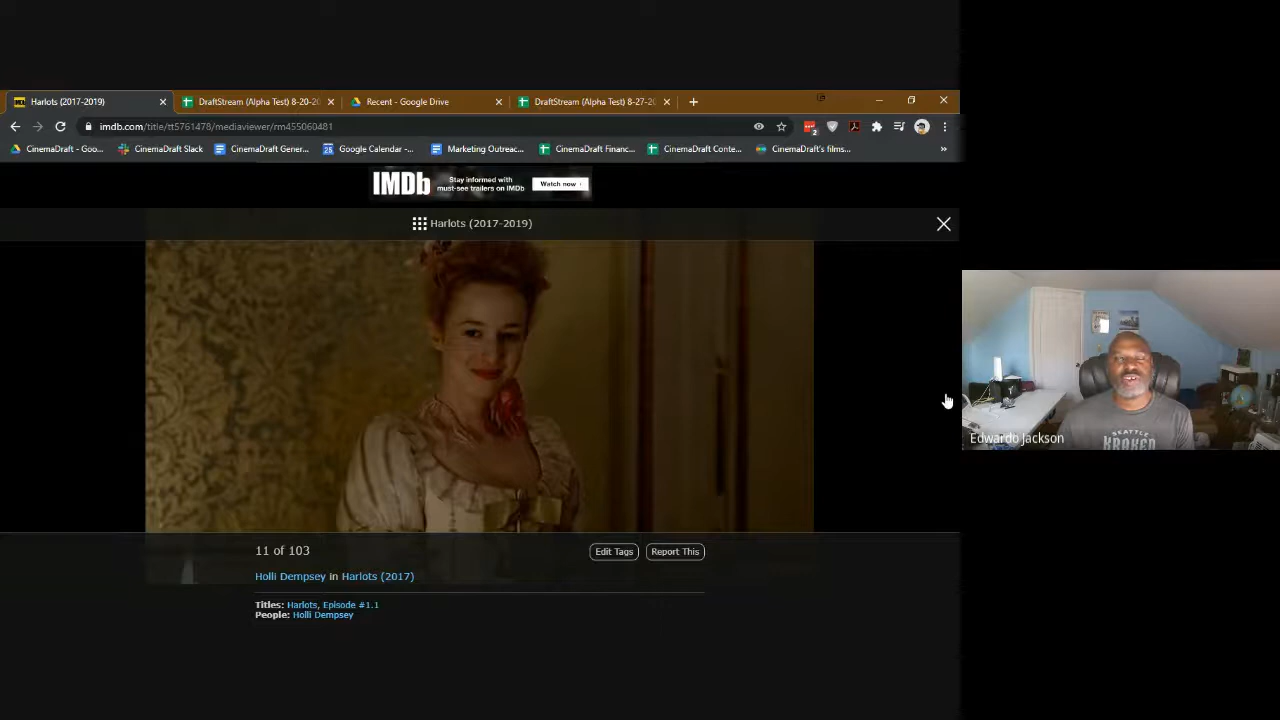 Harlots (2017-2019)
DraftStream (Alpha Test) 8-20-20
Recent - Google Drive
DraftStream (Alpha Test) 8-27-20
imdb.com/title/tt5761478/mediaviewer/rm455060481
2
CinemaDraft - Goo...
CinemaDraft Slack
CinemaDraft Gener...
Google Calendar -...
Marketing Outreac...
CinemaDraft Financ...
CinemaDraft Conte...
CinemaDraft's films...
IMDb
Stay informed with
must-see trailers on IMDb
Watch now
Harlots (2017-2019)
SEATTLE
KRAKEN
Edwardo Jackson
11 of 103
Edit Tags
Report This
Holli Dempsey in Harlots (2017)
Titles: Harlots, Episode #1.1
People: Holli Dempsey